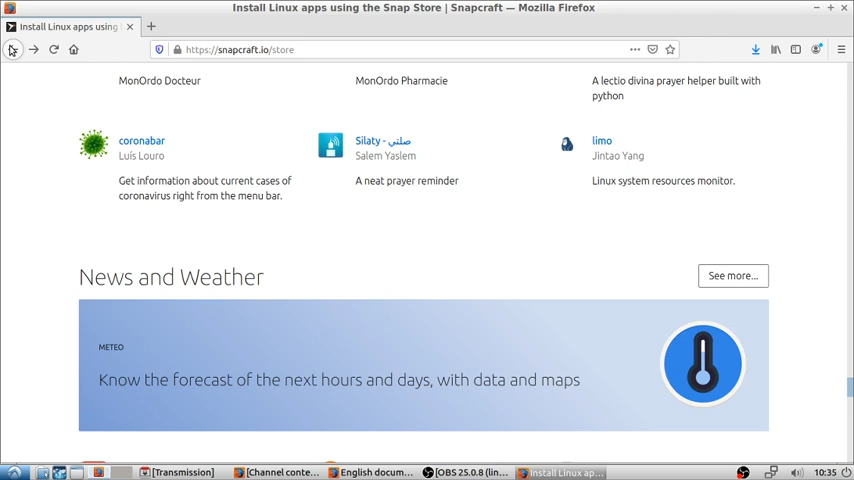 Install Linux apps using the Snap Store | Snapcraft — Mozilla Firefox
Install Linux apps using
https://snapcraft.io/store
MonOrdo Docteur
MonOrdo Pharmacie
A lectio divina prayer helper built with
python
coronabar
Luís Louro
Get information about current cases of
coronavirus right from the menu bar.
Silaty - صلتي
Salem Yaslem
A neat prayer reminder
limo
Jintao Yang
Linux system resources monitor.
News and Weather
See more...
METEO
Know the forecast of the next hours and days, with data and maps
[Transmission]
[Channel conte...
English docum...
[OBS 25.0.8 (lin...
Install Linux ap...
10:35